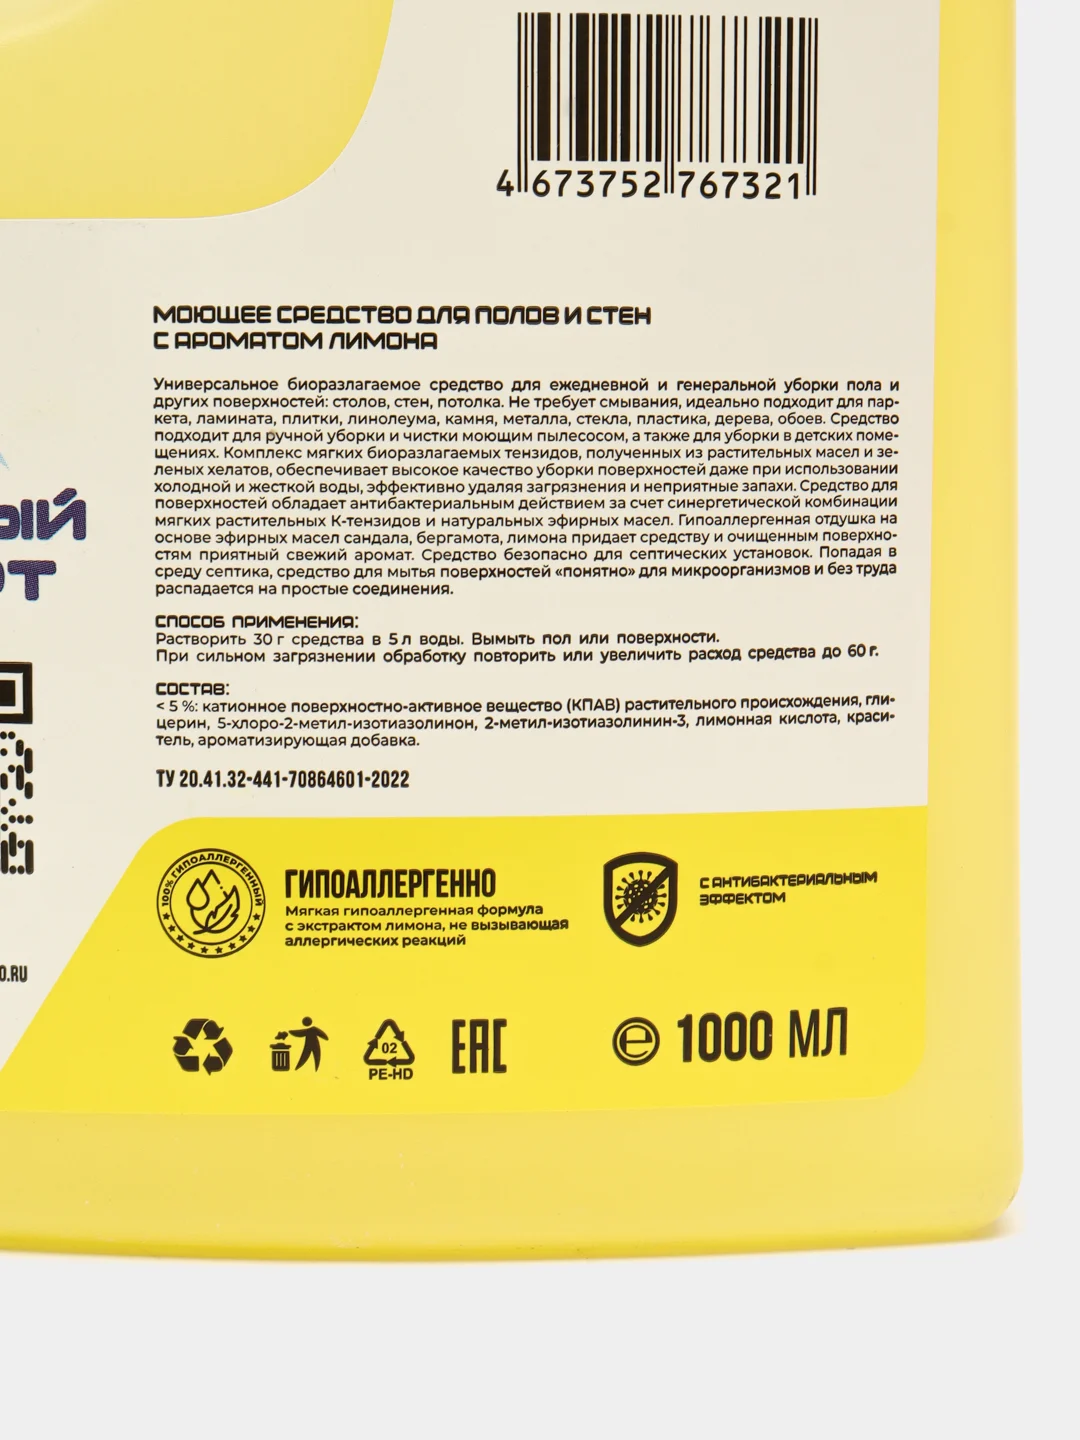 4 673752 767321
МОЮЩЕЕ СРЕДСТВО ДЛЯ ПОЛОВ И СТЕН
С АРОМАТОМ ЛИМОНА
Универсальное биоразлагаемое средство для ежедневной и генеральной уборки пола и
других поверхностей: столов, стен, потолка. Не требует смывания, идеально подходит для пар-
кета, ламината, плитки, линолеума, камня, металла, стекла, пластика, дерева, обоев. Средство
подходит для ручной уборки и чистки моющим пылесосом, а также для уборки в детских поме-
щениях. Комплекс мягких биоразлагаемых тензидов, полученных из растительных масел и зе-
леных хелатов, обеспечивает высокое качество уборки поверхностей даже при использовании
холодной и жесткой воды, эффективно удаляя загрязнения и неприятные запахи. Средство для
поверхностей обладает антибактериальным действием за счет синергетической комбинации
мягких растительных К-тензидов и натуральных эфирных масел. Гипоаллергенная отдушка на
основе эфирных масел сандала, бергамота, лимона придает средству и очищенным поверхно-
стям приятный свежий аромат. Средство безопасно для септических установок. Попадая в
среду септика, средство для мытья поверхностей «понятно» для микроорганизмов и без труда
распадается на простые соединения.
ЫЙ
ОТ
СПОСОБ ПРИМЕНЕНИЯ:
Растворить 30 г средства в 5 л воды. Вымыть пол или поверхности.
При сильном загрязнении обработку повторить или увеличить расход средства до 60 г.
СОСТАВ:
< 5 %: катионное поверхностно-активное вещество (КПАВ) растительного происхождения, гли-
церин, 5-хлоро-2-метил-изотиазолинон, 2-метил-изотиазолинин-3, лимонная кислота, краси-
тель, ароматизирующая добавка.
ТУ 20.41.32-441-70864601-2022
100% ГИПОАЛЛЕРГЕННЫЙ
ГИПОАЛЛЕРГЕННО
Мягкая гипоаллергенная формула
с экстрактом лимона, не вызывающая
аллергических реакций
С АНТИБАКТЕРИАЛЬНЫМ
ЭФФЕКТОМ
O.RU
02
PE-HD
EAC
℮ 1000 МЛ